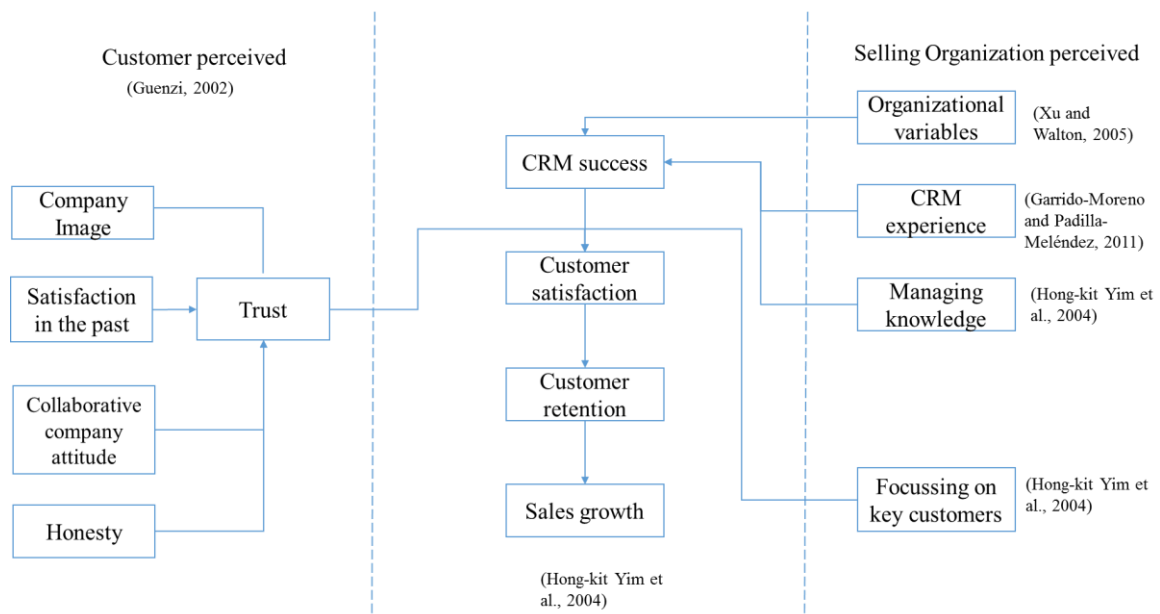 Customer perceived
(Guenzi, 2002)
Company
Image
Satisfaction
in the past
Collaborative
company
attitude
Honesty
Trust
CRM success
Customer
satisfaction
Customer
retention
Sales growth
(Hong-kit Yim et
al., 2004)
Selling Organization perceived
Organizational
variables
(Xu and
Walton, 2005)
CRM
experience
(Garrido-Moreno
and Padilla-
Meléndez, 2011)
Managing
knowledge
(Hong-kit Yim et
al., 2004)
Focussing on
key customers
(Hong-kit Yim et
al., 2004)